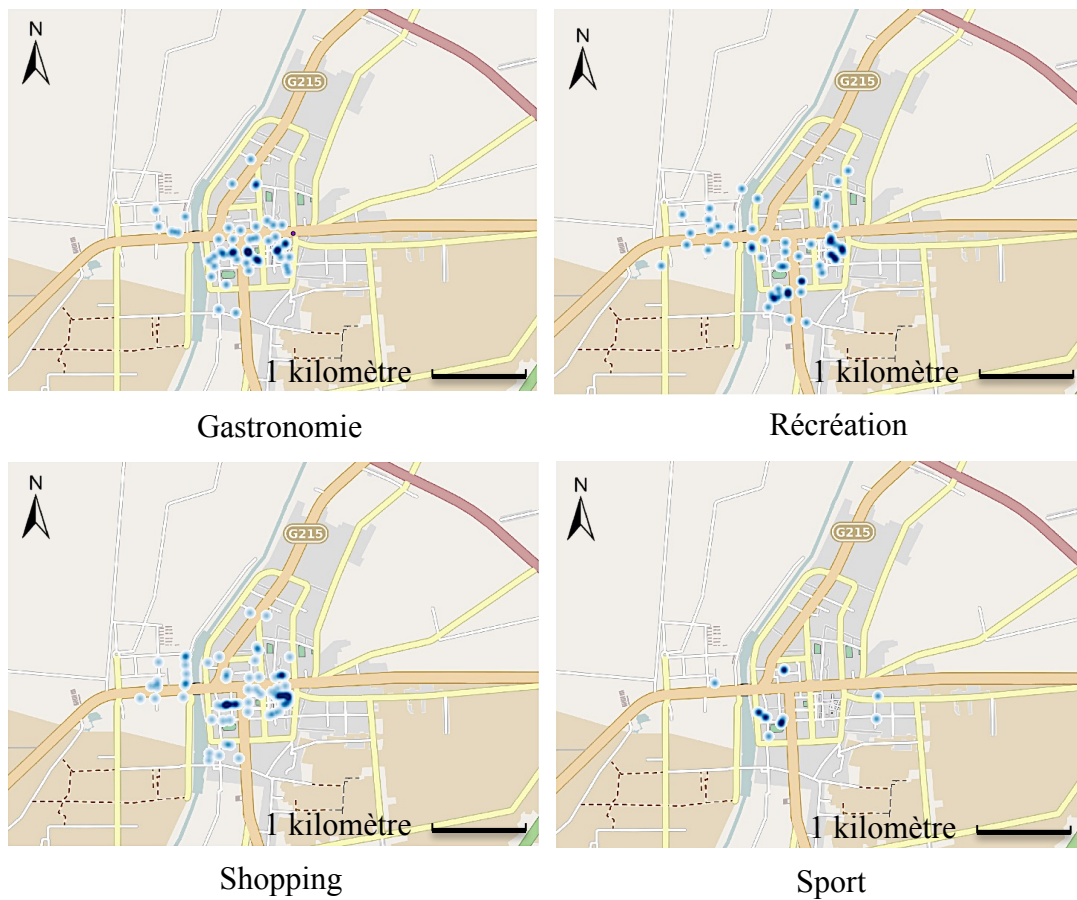 N
G215
1 kilomètre
Gastronomie
N
G215
1 kilomètre
Récréation
N
G215
1 kilomètre
Shopping
N
G215
1 kilomètre
Sport